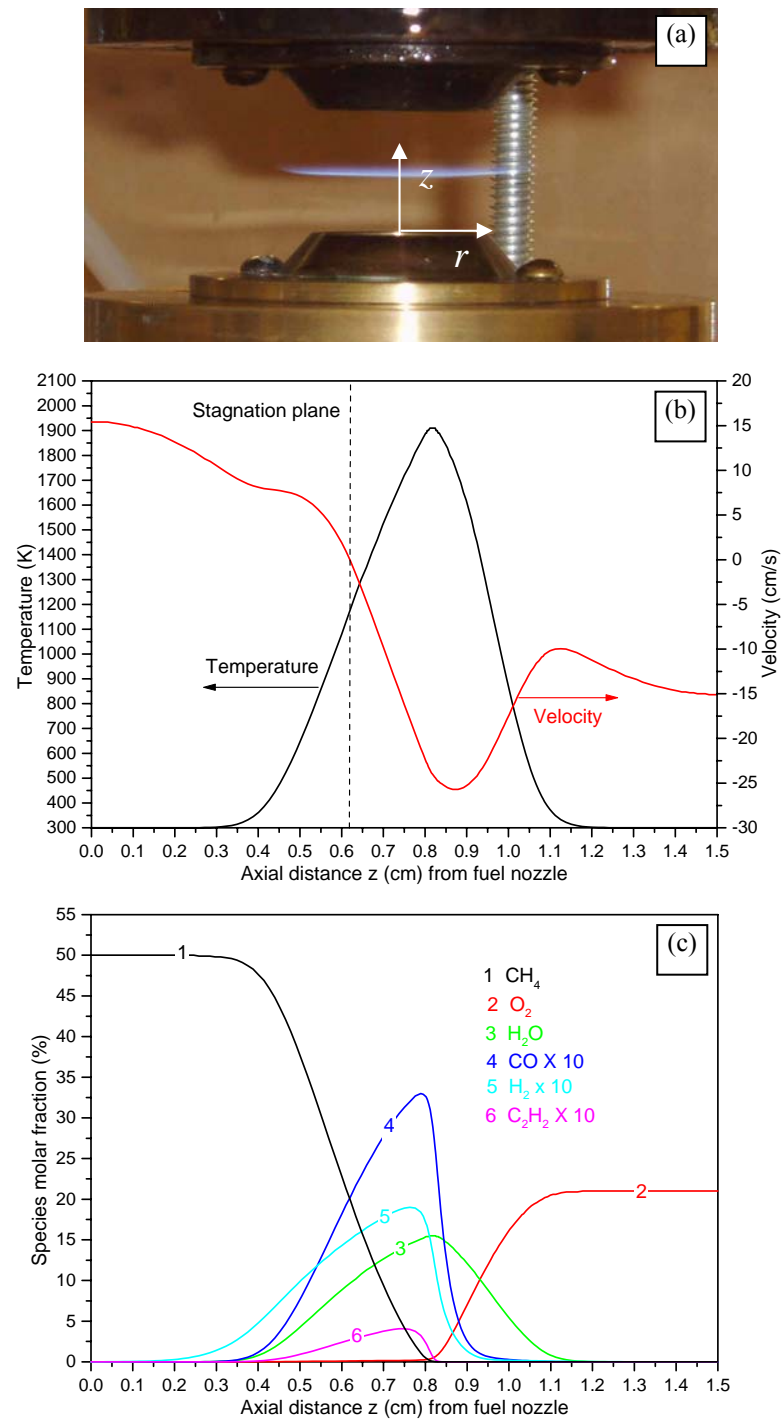 (a)
z
r
(b)
Stagnation plane
Temperature
Velocity
Temperature (K)
2100
2000
1900
1800
1700
1600
1500
1400
1300
1200
1100
1000
900
800
700
600
500
400
300
20
15
10
5
0
-5
-10
-15
-20
-25
-30
Velocity (cm/s)
0.0 0.1 0.2 0.3 0.4 0.5 0.6 0.7 0.8 0.9 1.0 1.1 1.2 1.3 1.4 1.5
Axial distance z (cm) from fuel nozzle
(c)
Species molar fraction (%)
55
50
45
40
35
30
25
20
15
10
5
0
1
4
5
3
6
2
1 CH₄
2 O₂
3 H₂O
4 CO X 10
5 H₂ x 10
6 C₂H₂ X 10
0.0 0.1 0.2 0.3 0.4 0.5 0.6 0.7 0.8 0.9 1.0 1.1 1.2 1.3 1.4 1.5
Axial distance z (cm) from fuel nozzle